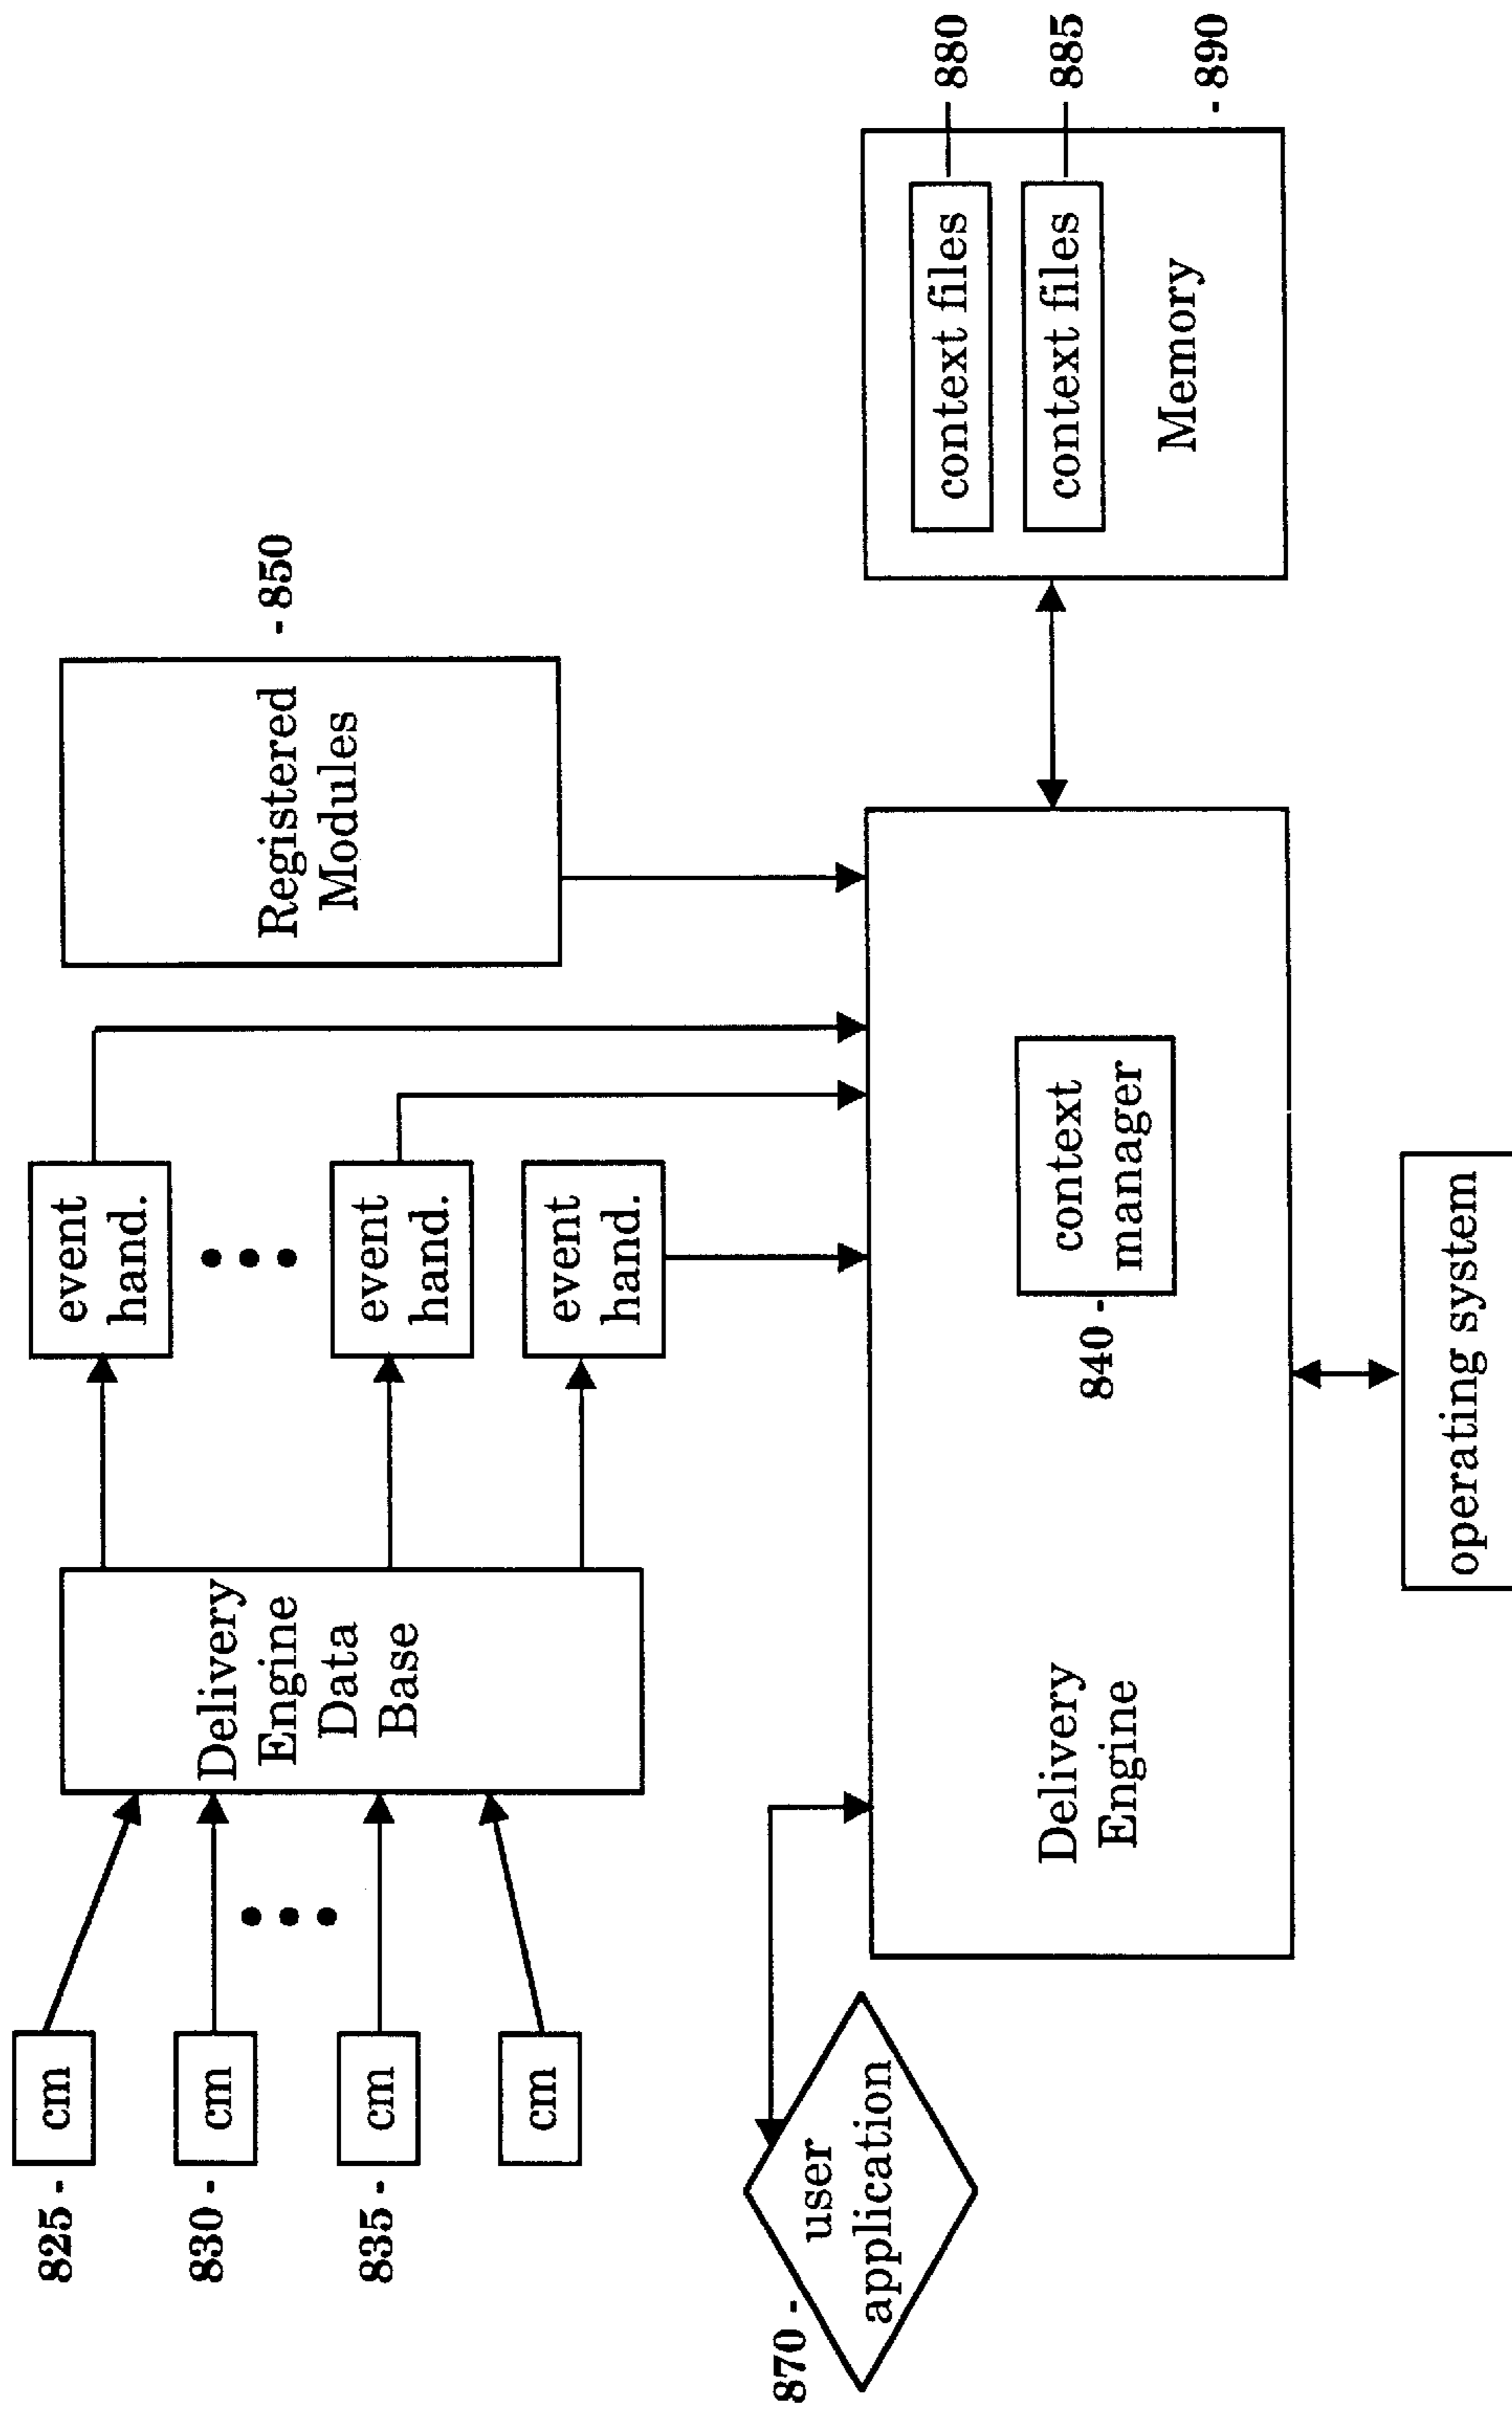 825 - cm
830 - cm
835 - cm
cm
Delivery
Engine
Data
Base
event
hand.
event
hand.
event
hand.
Registered
Modules
- 850
870 -
user
application
Delivery
Engine
840 -
context
manager
context files - 880
context files - 885
Memory
- 890
operating system